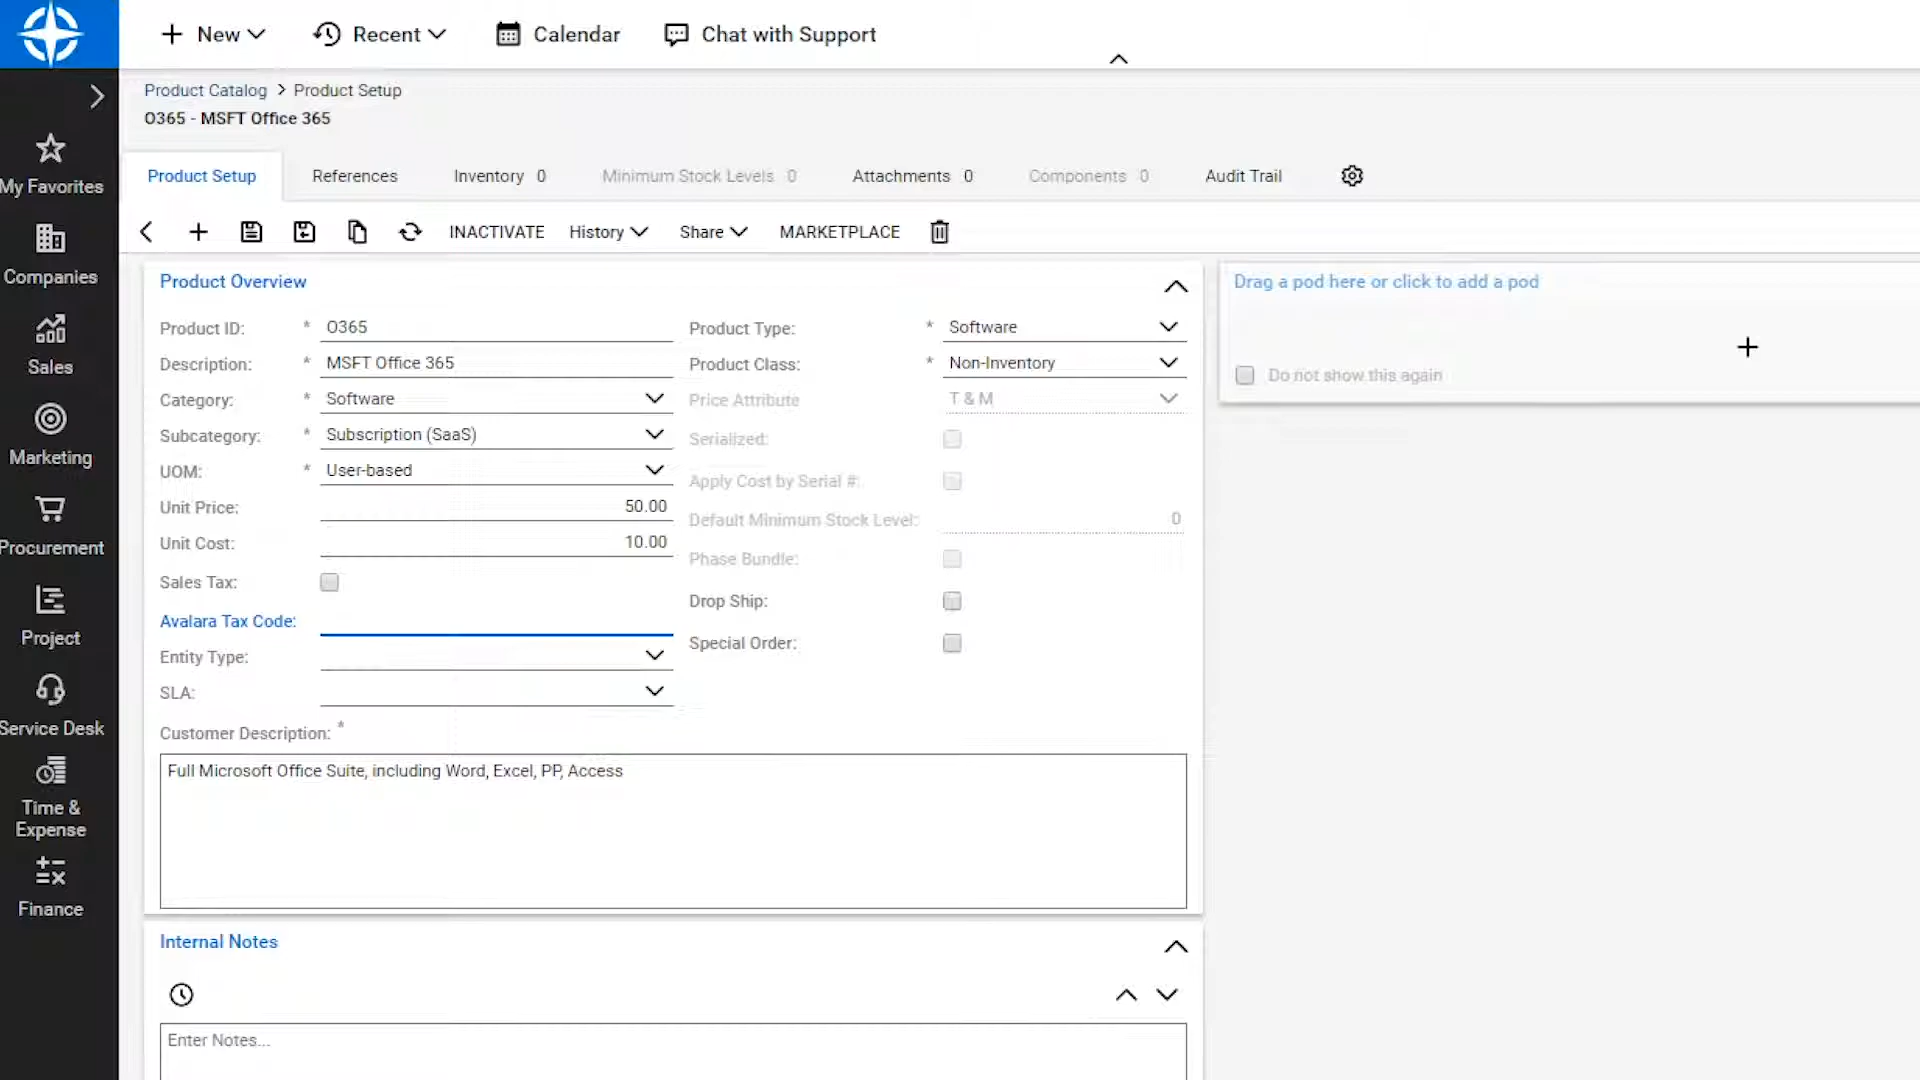 New
Recent
Calendar
Chat with Support
Product Catalog > Product Setup
O365 - MSFT Office 365
My Favorites
Companies
Sales
Marketing
Procurement
Project
Service Desk
Time &
Expense
Finance
Product Setup
References
Inventory 0
Minimum Stock Levels 0
Attachments 0
Components 0
Audit Trail
INACTIVATE
History
Share
MARKETPLACE
Product Overview
Product ID: * O365
Description: * MSFT Office 365
Category: * Software
Subcategory: * Subscription (SaaS)
UOM: * User-based
Unit Price: 50.00
Unit Cost: 10.00
Sales Tax:
Avalara Tax Code:
Entity Type:
SLA:
Product Type: * Software
Product Class: * Non-Inventory
Price Attribute T & M
Serialized:
Apply Cost by Serial #:
Default Minimum Stock Level: 0
Phase Bundle:
Drop Ship:
Special Order:
Customer Description: *
Full Microsoft Office Suite, including Word, Excel, PP, Access
Internal Notes
Enter Notes...
Drag a pod here or click to add a pod
Do not show this again